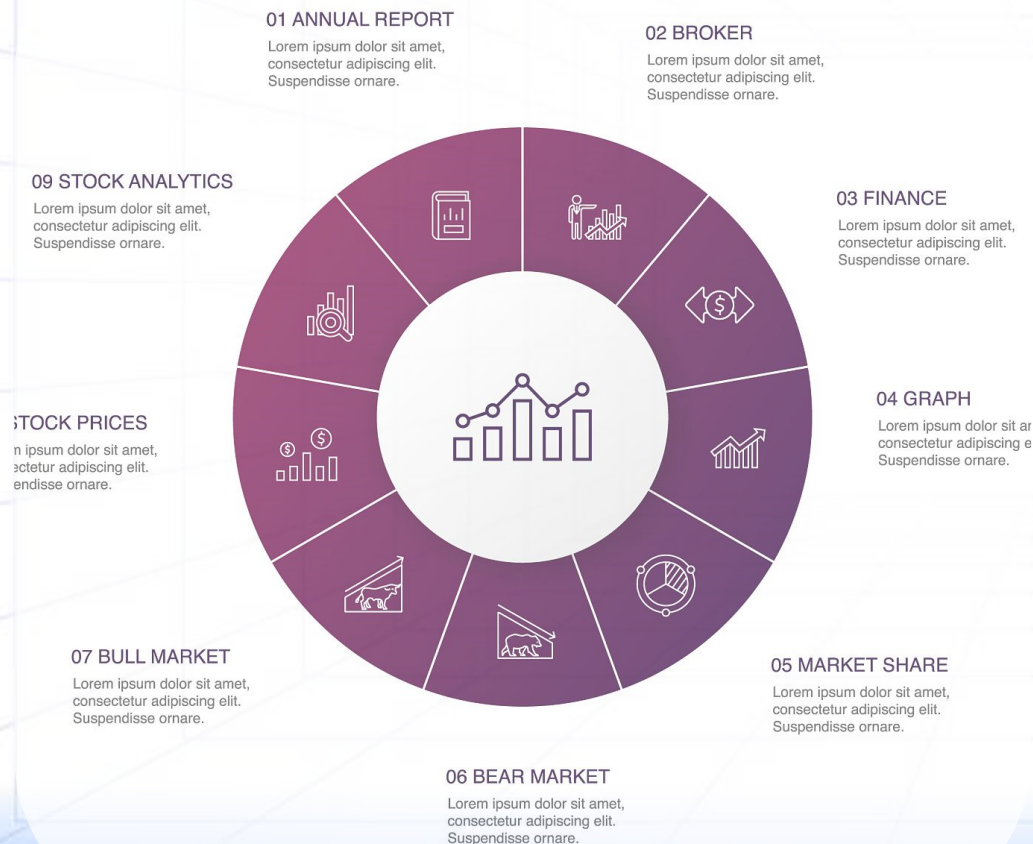 01 ANNUAL REPORT
Lorem ipsum dolor sit amet,
consectetur adipiscing elit.
Suspendisse ornare.
02 BROKER
Lorem ipsum dolor sit amet,
consectetur adipiscing elit.
Suspendisse ornare.
03 FINANCE
Lorem ipsum dolor sit amet,
consectetur adipiscing elit.
Suspendisse ornare.
04 GRAPH
Lorem ipsum dolor sit
consectetur adipiscing
Suspendisse ornare.
05 MARKET SHARE
Lorem ipsum dolor sit amet,
consectetur adipiscing elit.
Suspendisse ornare.
06 BEAR MARKET
Lorem ipsum dolor sit amet,
consectetur adipiscing elit.
Suspendisse ornare.
07 BULL MARKET
Lorem ipsum dolor sit amet,
consectetur adipiscing elit.
Suspendisse ornare.
STOCK PRICES
ipsum dolor sit amet,
adipiscing elit.
ornare.
09 STOCK ANALYTICS
Lorem ipsum dolor sit amet,
consectetur adipiscing elit.
Suspendisse ornare.
$
$
$